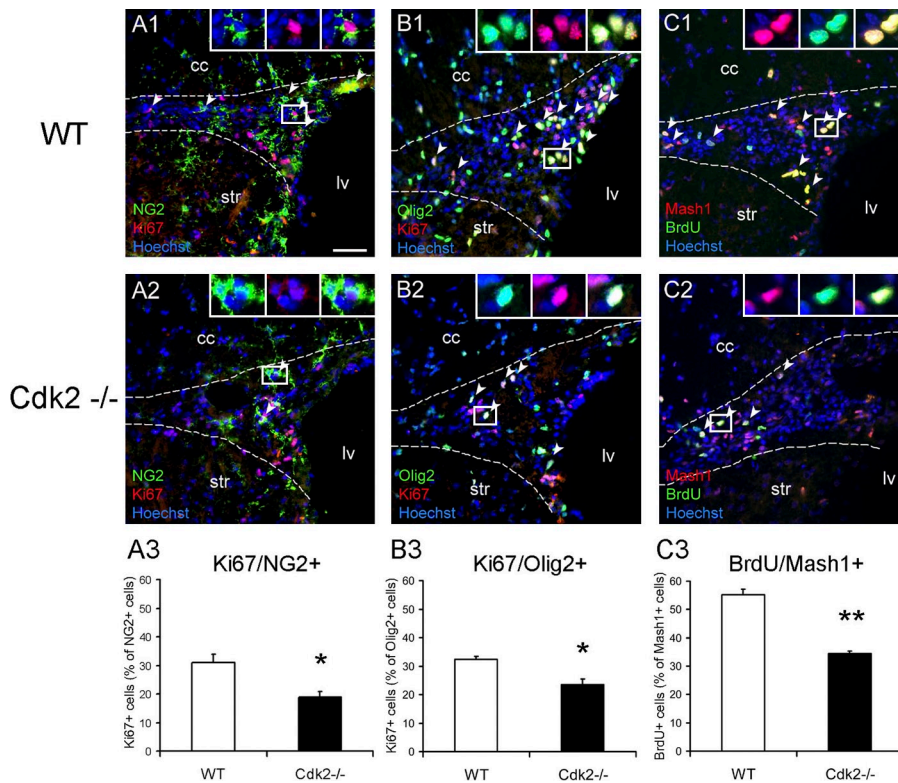 WT
A1
cc
str
lv
NG2
Ki67
Hoechst
B1
cc
str
lv
Olig2
Ki67
Hoechst
C1
cc
str
lv
Mash1
BrdU
Hoechst
Cdk2 -/-
A2
cc
str
lv
NG2
Ki67
Hoechst
B2
cc
str
lv
Olig2
Ki67
Hoechst
C2
cc
str
lv
Mash1
BrdU
Hoechst
A3
Ki67/NG2+
Ki67+ cells (% of NG2+ cells)
60
50
40
30
20
10
0
*
WT
Cdk2-/-
B3
Ki67/Olig2+
Ki67+ cells (% of Olig2+ cells)
60
50
40
30
20
10
0
*
WT
Cdk2-/-
C3
BrdU/Mash1+
BrdU+ cells (% of Mash1+ cells)
60
50
40
30
20
10
0
**
WT
Cdk2-/-